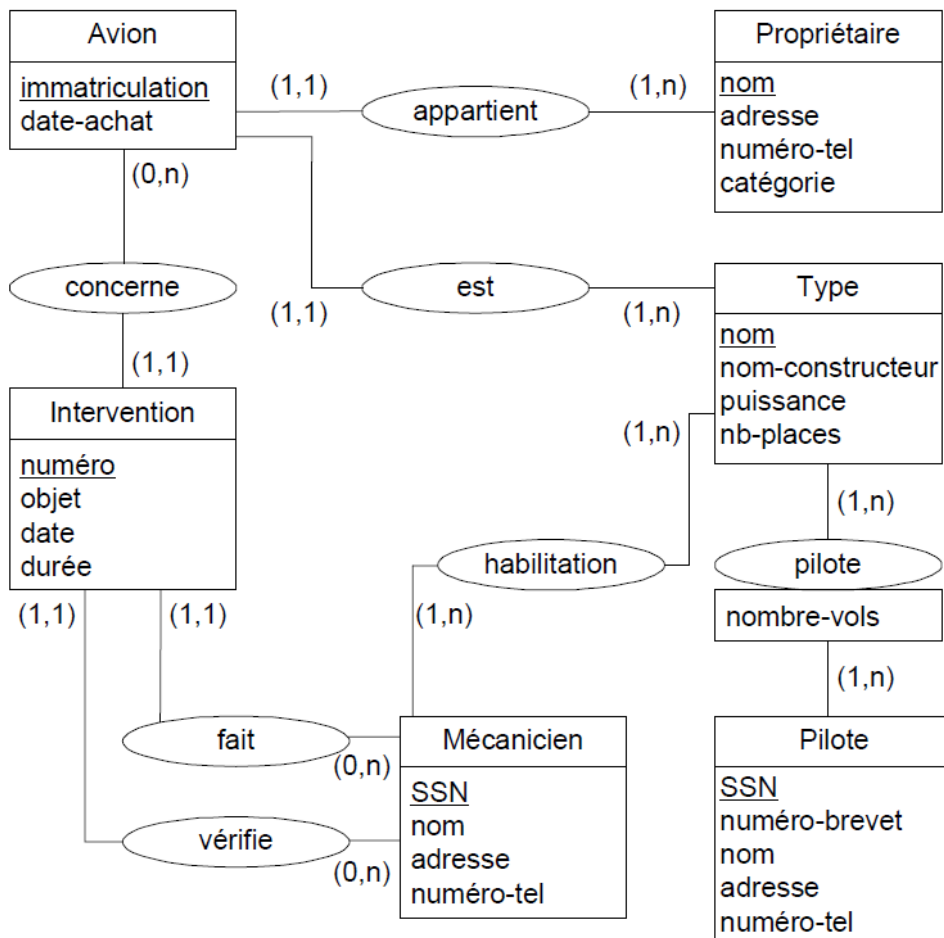 Avion
immatriculation
date-achat
(1,1)
appartient
(1,n)
Propriétaire
nom
adresse
numéro-tel
catégorie
(0,n)
concerne
(1,1)
(1,1)
est
(1,n)
Type
nom
nom-constructeur
puissance
nb-places
Intervention
numéro
objet
date
durée
(1,n)
habilitation
(1,n)
(1,n)
pilote
nombre-vols
(1,n)
(1,1)
(1,1)
fait
(0,n)
vérifie
(0,n)
Mécanicien
SSN
nom
adresse
numéro-tel
Pilote
SSN
numéro-brevet
nom
adresse
numéro-tel